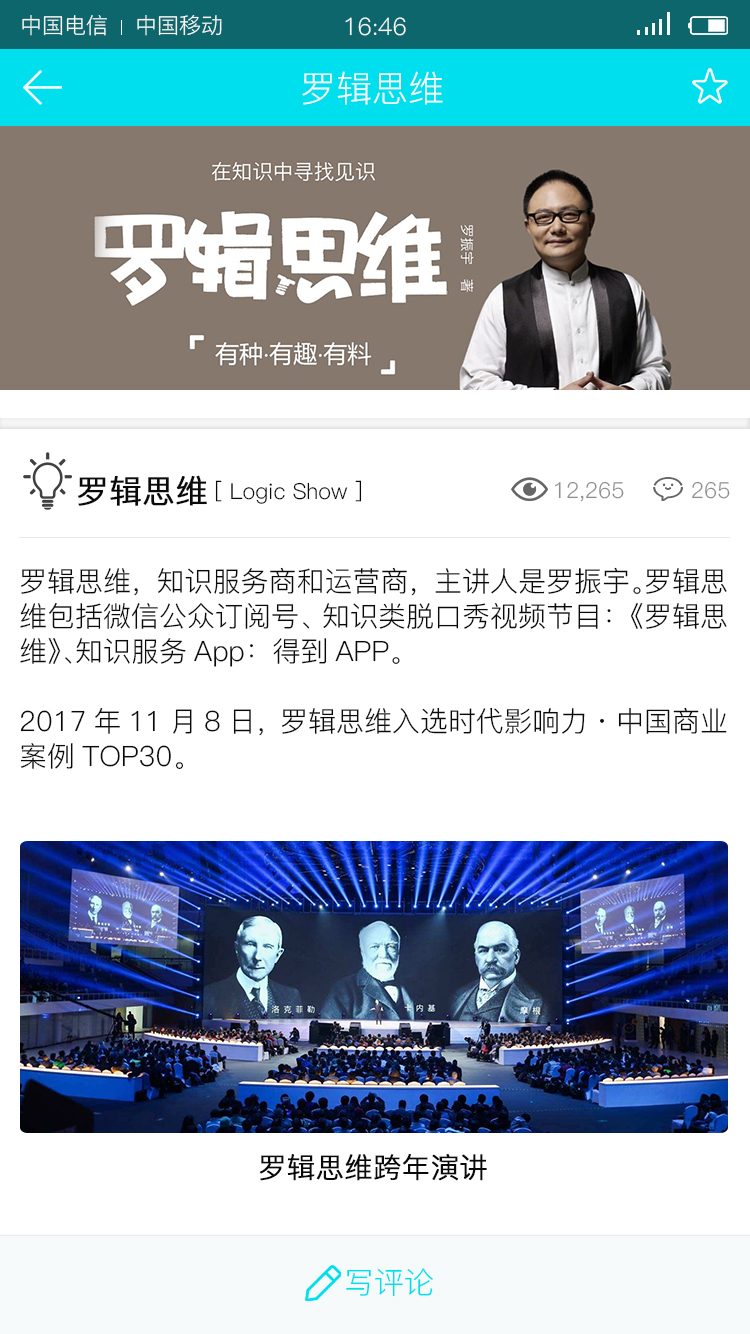 中国电信 | 中国移动
16:46
罗辑思维
在知识中寻找见识
罗辑思维
罗振宇 著
「有种·有趣·有料」
罗辑思维 [ Logic Show ]
12,265
265
罗辑思维，知识服务商和运营商，主讲人是罗振宇。罗辑思
维包括微信公众订阅号、知识类脱口秀视频节目：《罗辑思
维》、知识服务 App：得到 APP。
2017 年 11 月 8 日，罗辑思维入选时代影响力·中国商业
案例 TOP30。
洛克菲勒
卡内基
摩根
罗辑思维跨年演讲
写评论